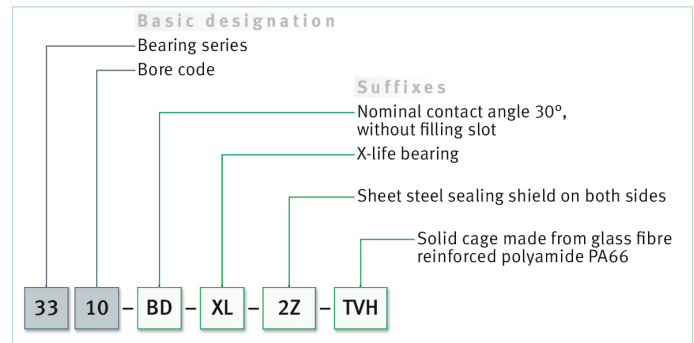 Basic designation
Bearing series
Bore code
Suffixes
Nominal contact angle 30°,
without filling slot
X-life bearing
Sheet steel sealing shield on both sides
Solid cage made from glass fibre
reinforced polyamide PA66
33 10 – BD – XL – 2Z – TVH